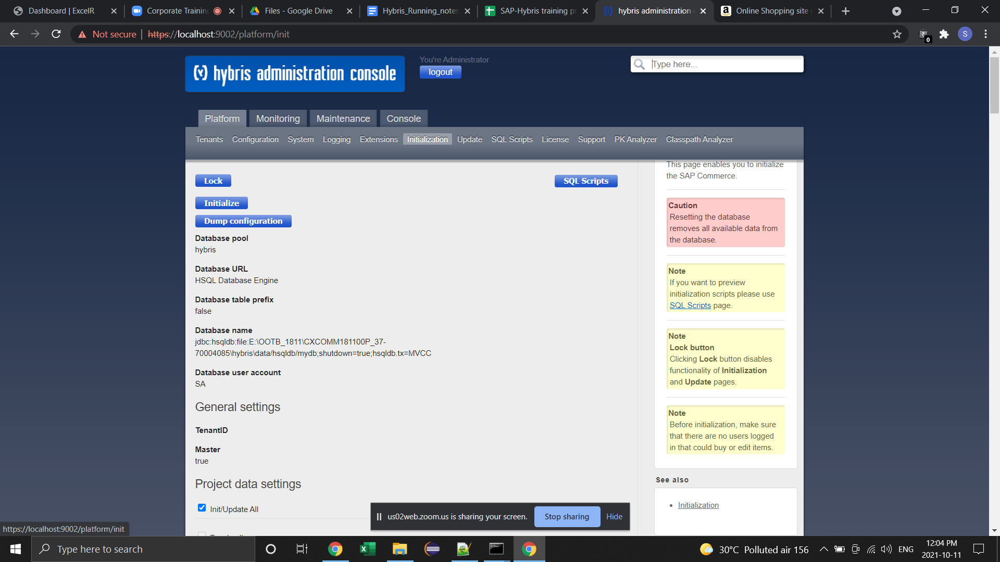 Dashboard | ExcelR
Corporate Training
Files - Google Drive
Hybris_Running_notes
SAP-Hybris training pr
hybris administration c
Online Shopping site i
Not secure
https://localhost:9002/platform/init
S
0
(y) hybris administration console
You're Administrator
logout
Type here...
Platform
Monitoring
Maintenance
Console
Tenants
Configuration
System
Logging
Extensions
Initialization
Update
SQL Scripts
License
Support
PK Analyzer
Classpath Analyzer
Lock
SQL Scripts
Initialize
Dump configuration
Database pool
hybris
Database URL
HSQL Database Engine
Database table prefix
false
Database name
jdbc:hsqldb:file:E:\OOTB_1811\CXCOMM181100P_37-
70004085\hybris\data/hsqldb/mydb;shutdown=true;hsqldb.tx=MVCC
Database user account
SA
General settings
TenantID
Master
true
Project data settings
Init/Update All
This page enables you to initialize
the SAP Commerce.
Caution
Resetting the database
removes all available data from
the database.
Note
If you want to preview
initialization scripts please use
SQL Scripts page.
Note
Lock button
Clicking Lock button disables
functionality of Initialization
and Update pages.
Note
Before initialization, make sure
that there are no users logged
in that could buy or edit items.
See also
Initialization
us02web.zoom.us is sharing your screen.
Stop sharing
Hide
https://localhost:9002/platform/init
Type here to search
30°C Polluted air 156
ENG
12:04 PM
2021-10-11